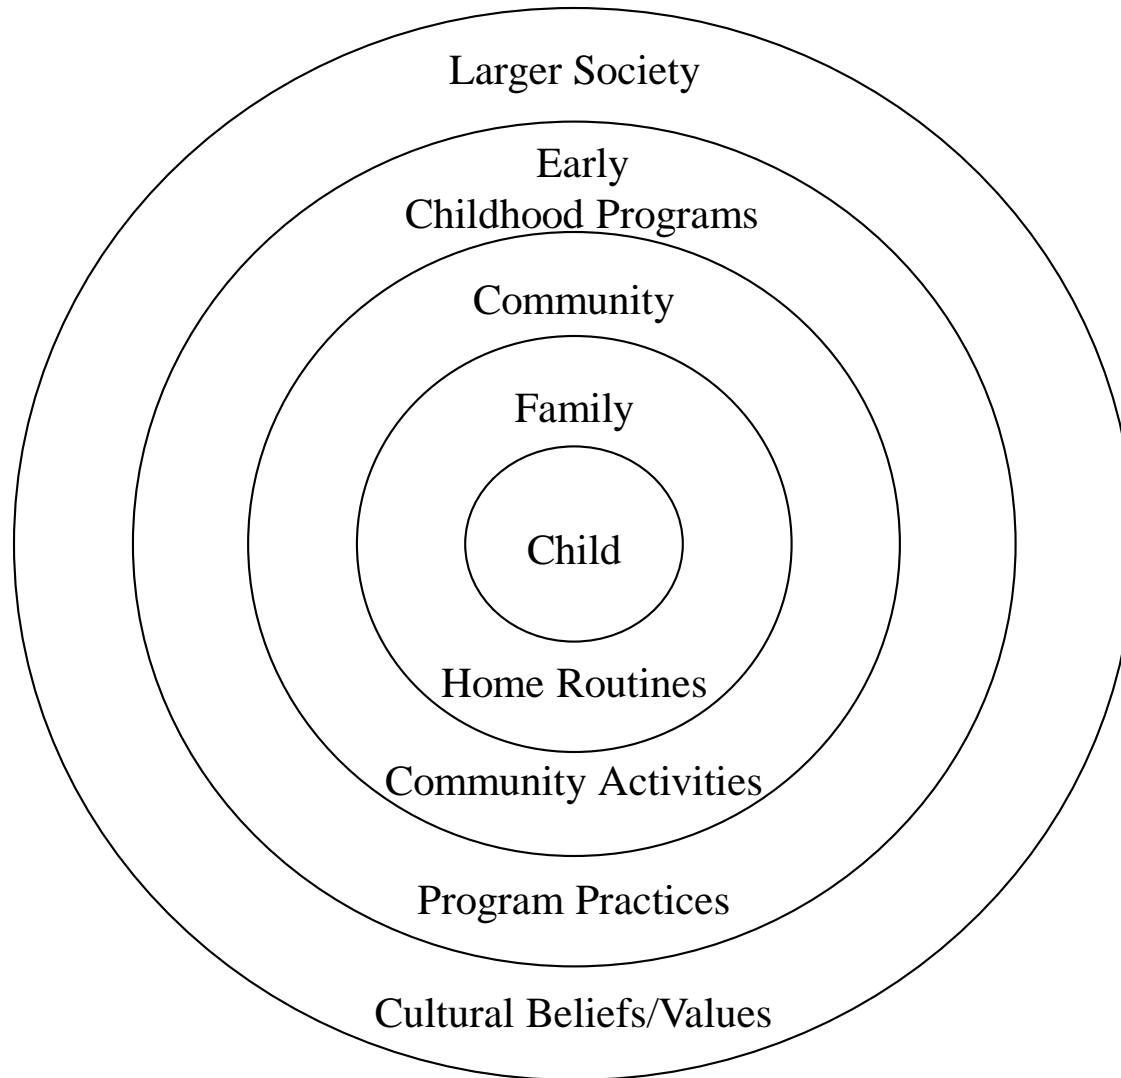 Larger Society
Early
Childhood Programs
Community
Family
Child
Home Routines
Community Activities
Program Practices
Cultural Beliefs/Values